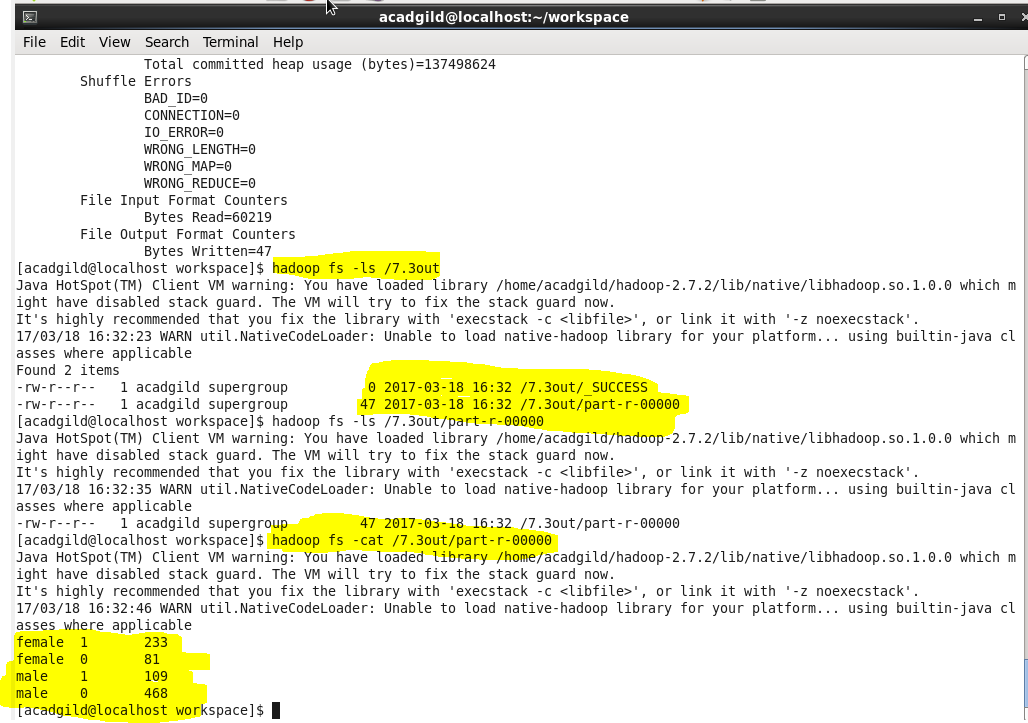 acadgild@localhost:~/workspace
File Edit View Search Terminal Help
Total committed heap usage (bytes)=137498624
Shuffle Errors
BAD_ID=0
CONNECTION=0
IO_ERROR=0
WRONG_LENGTH=0
WRONG_MAP=0
WRONG_REDUCE=0
File Input Format Counters
Bytes Read=60219
File Output Format Counters
Bytes Written=47
[acadgild@localhost workspace]$ hadoop fs -ls /7.3out
Java HotSpot(TM) Client VM warning: You have loaded library /home/acadgild/hadoop-2.7.2/lib/native/libhadoop.so.1.0.0 which m
ight have disabled stack guard. The VM will try to fix the stack guard now.
It's highly recommended that you fix the library with 'execstack -c <libfile>', or link it with '-z noexecstack'.
17/03/18 16:32:23 WARN util.NativeCodeLoader: Unable to load native-hadoop library for your platform... using builtin-java cl
asses where applicable
Found 2 items
-rw-r--r--   1 acadgild supergroup          0 2017-03-18 16:32 /7.3out/_SUCCESS
-rw-r--r--   1 acadgild supergroup         47 2017-03-18 16:32 /7.3out/part-r-00000
[acadgild@localhost workspace]$ hadoop fs -ls /7.3out/part-r-00000
Java HotSpot(TM) Client VM warning: You have loaded library /home/acadgild/hadoop-2.7.2/lib/native/libhadoop.so.1.0.0 which m
ight have disabled stack guard. The VM will try to fix the stack guard now.
It's highly recommended that you fix the library with 'execstack -c <libfile>', or link it with '-z noexecstack'.
17/03/18 16:32:35 WARN util.NativeCodeLoader: Unable to load native-hadoop library for your platform... using builtin-java cl
asses where applicable
-rw-r--r--   1 acadgild supergroup         47 2017-03-18 16:32 /7.3out/part-r-00000
[acadgild@localhost workspace]$ hadoop fs -cat /7.3out/part-r-00000
Java HotSpot(TM) Client VM warning: You have loaded library /home/acadgild/hadoop-2.7.2/lib/native/libhadoop.so.1.0.0 which m
ight have disabled stack guard. The VM will try to fix the stack guard now.
It's highly recommended that you fix the library with 'execstack -c <libfile>', or link it with '-z noexecstack'.
17/03/18 16:32:46 WARN util.NativeCodeLoader: Unable to load native-hadoop library for your platform... using builtin-java cl
asses where applicable
female  1       233
female  0       81
male    1       109
male    0       468
[acadgild@localhost workspace]$